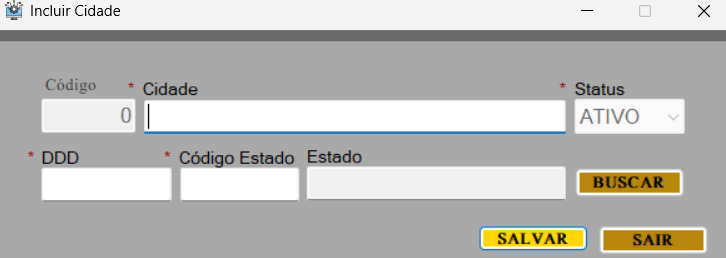 Incluir Cidade
Código * Cidade * Status
0 ATIVO
* DDD * Código Estado Estado
BUSCAR
SALVAR SAIR